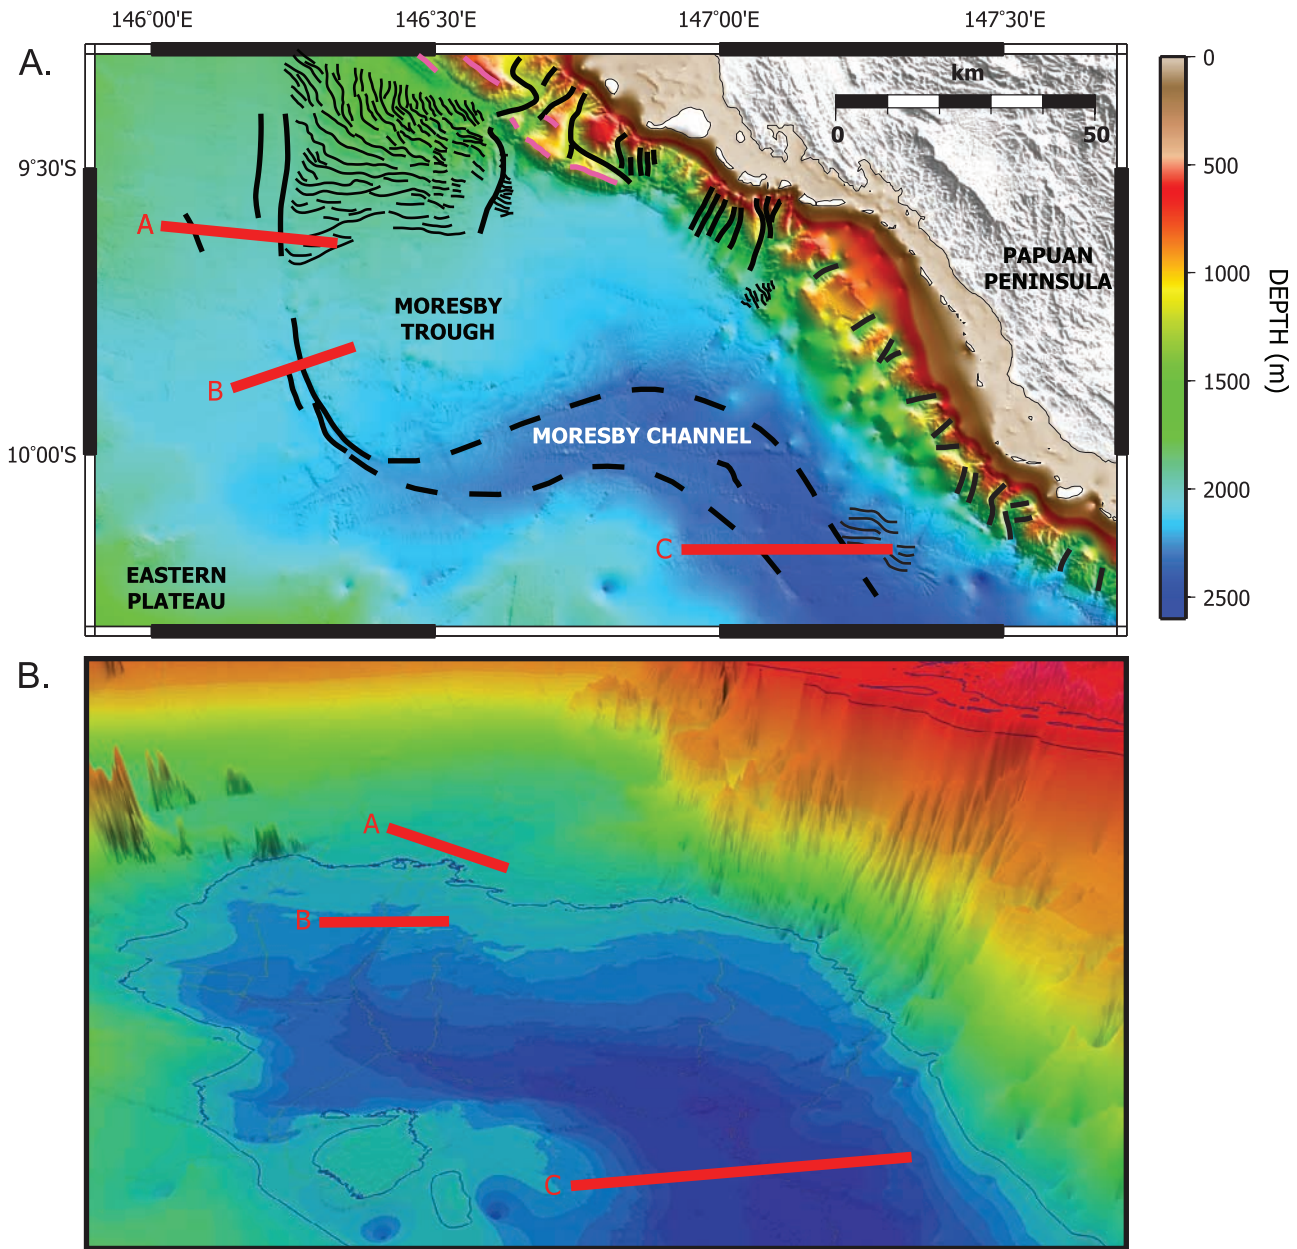 146°00'E
146°30'E
147°00'E
147°30'E
A.
km
0
50
9°30'S
10°00'S
A
B
C
MORESBY
TROUGH
MORESBY CHANNEL
PAPUAN
PENINSULA
EASTERN
PLATEAU
0
500
1000
1500
2000
2500
DEPTH (m)
B.
A
B
C